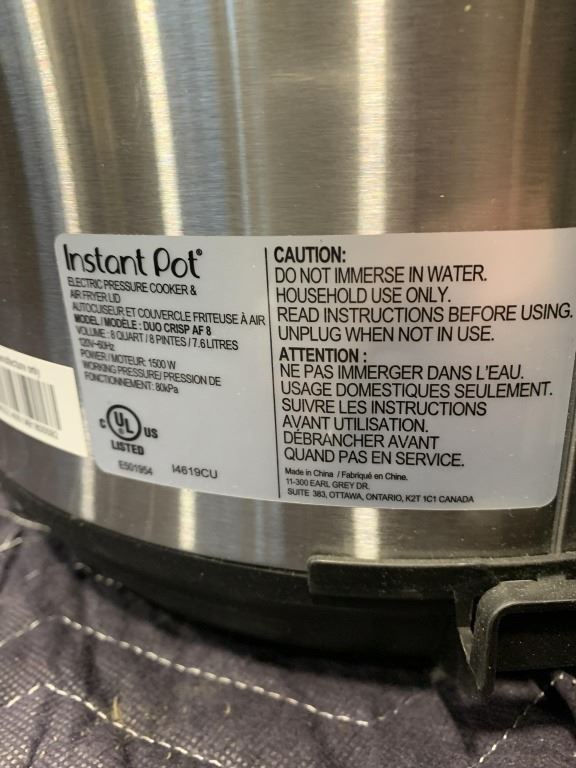 Instant Pot®
ELECTRIC PRESSURE COOKER &
AIR FRYER LID
AUTOCUISEUR ET COUVERCLE FRITEUSE À AIR
MODEL / MODÈLE : DUO CRISP AF 8
VOLUME : 8 QUART / 8 PINTES / 7.6 LITRES
120V~60Hz
POWER / MOTEUR: 1500 W
WORKING PRESSURE/ PRESSION DE
FONCTIONNEMENT: 80kPa
C UL US
®
LISTED
E501954 I4619CU
CAUTION:
DO NOT IMMERSE IN WATER.
HOUSEHOLD USE ONLY.
READ INSTRUCTIONS BEFORE USING.
UNPLUG WHEN NOT IN USE.
ATTENTION :
NE PAS IMMERGER DANS L'EAU.
USAGE DOMESTIQUES SEULEMENT.
SUIVRE LES INSTRUCTIONS
AVANT UTILISATION.
DÉBRANCHER AVANT
QUAND PAS EN SERVICE.
Made in China / Fabriqué en Chine.
11-300 EARL GREY DR.
SUITE 383, OTTAWA, ONTARIO, K2T 1C1 CANADA